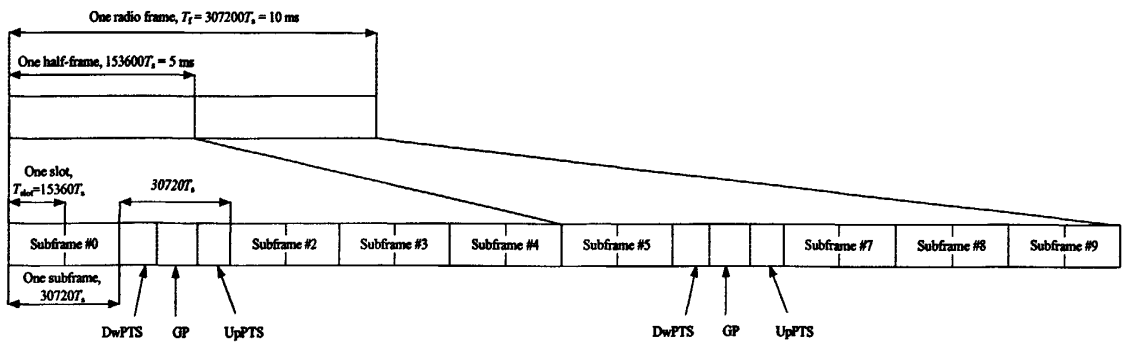 One radio frame, Tf = 307200Ts = 10 ms
One half-frame, 153600Ts = 5 ms
One slot,
Tslot=15360Ts
30720Ts
Subframe #0
Subframe #2
Subframe #3
Subframe #4
Subframe #5
Subframe #7
Subframe #8
Subframe #9
One subframe,
30720Ts
DwPTS
GP
UpPTS
DwPTS
GP
UpPTS